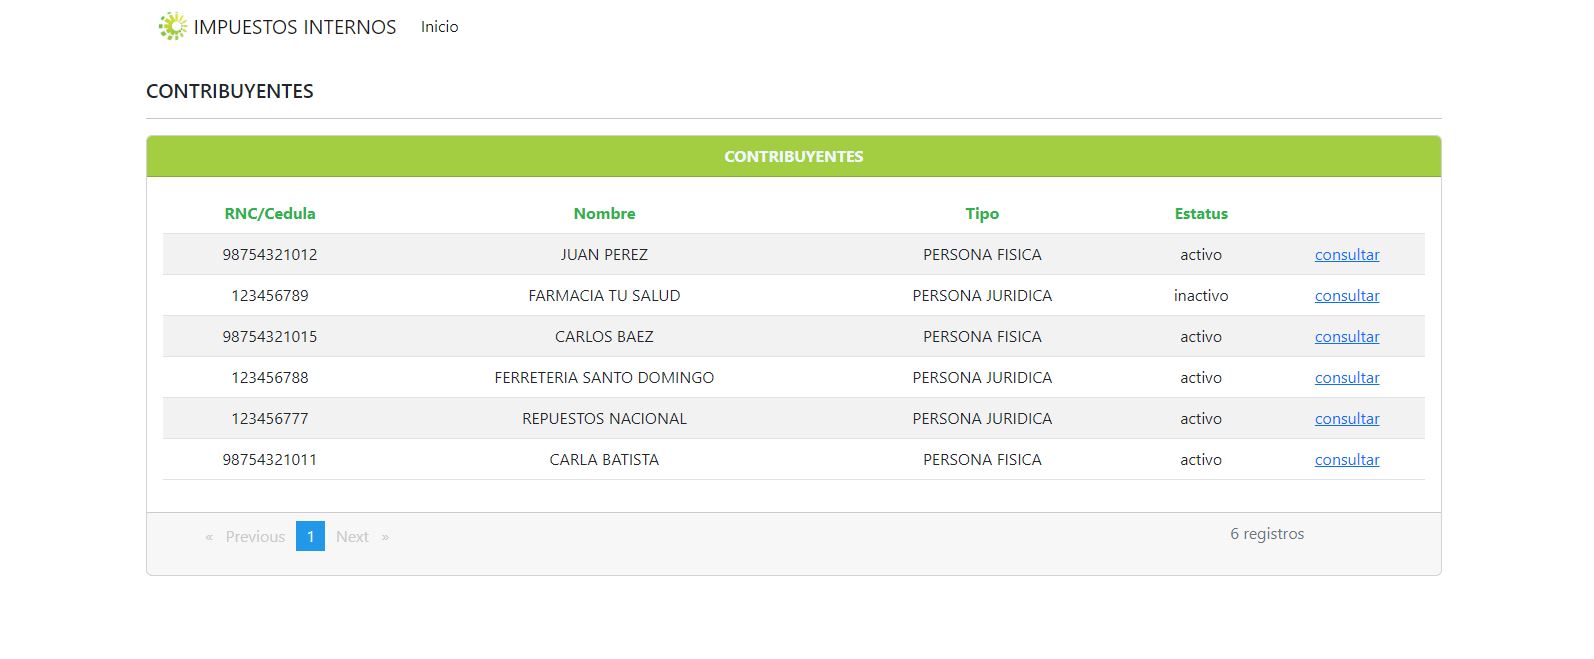 IMPUESTOS INTERNOS Inicio
CONTRIBUYENTES
CONTRIBUYENTES
RNC/Cedula Nombre Tipo Estatus
98754321012 JUAN PEREZ PERSONA FISICA activo consultar
123456789 FARMACIA TU SALUD PERSONA JURIDICA inactivo consultar
98754321015 CARLOS BAEZ PERSONA FISICA activo consultar
123456788 FERRETERIA SANTO DOMINGO PERSONA JURIDICA activo consultar
123456777 REPUESTOS NACIONAL PERSONA JURIDICA activo consultar
98754321011 CARLA BATISTA PERSONA FISICA activo consultar
« Previous 1 Next » 6 registros